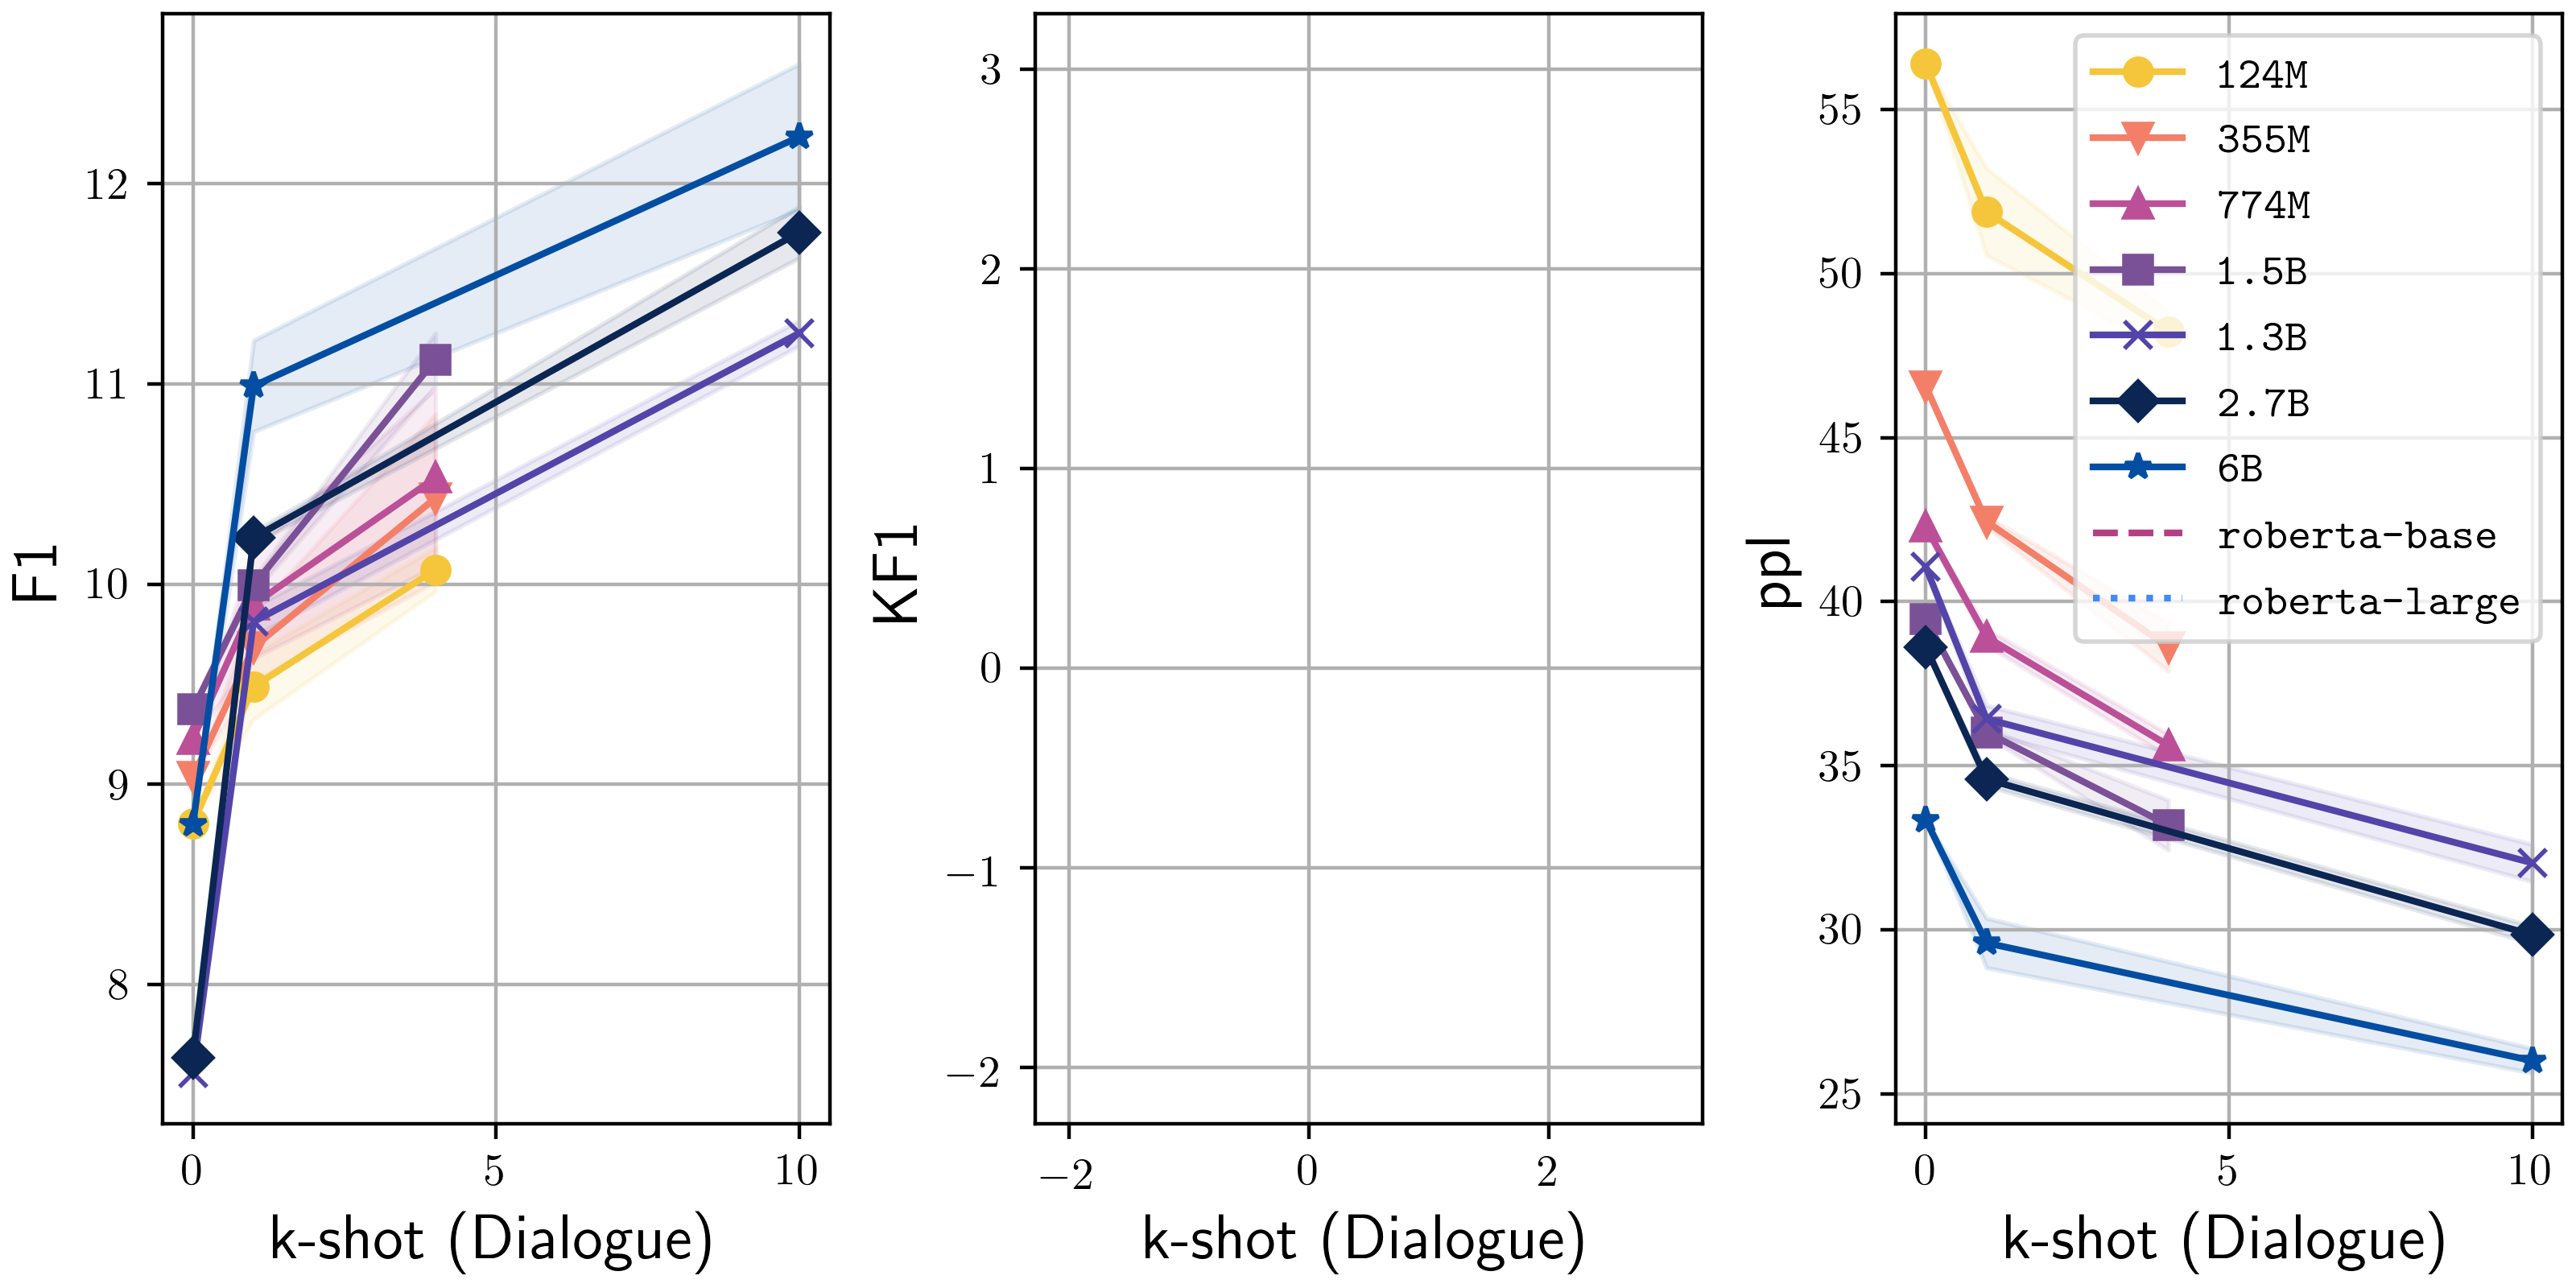 F1
12
11
10
9
8
0 5 10
k-shot (Dialogue)
KF1
3
2
1
0
−1
−2
−2 0 2
k-shot (Dialogue)
ppl
55
50
45
40
35
30
25
0 5 10
k-shot (Dialogue)
124M
355M
774M
1.5B
1.3B
2.7B
6B
roberta-base
roberta-large